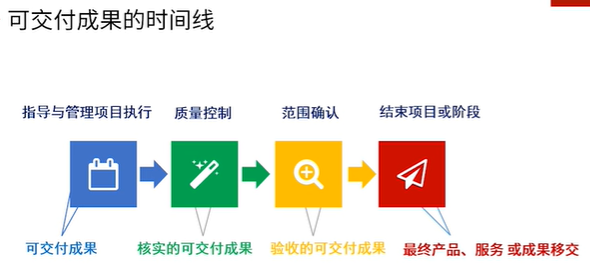 可交付成果的时间线
指导与管理项目执行
质量控制
范围确认
结束项目或阶段
可交付成果
核实的可交付成果
验收的可交付成果
最终产品、服务 或成果移交